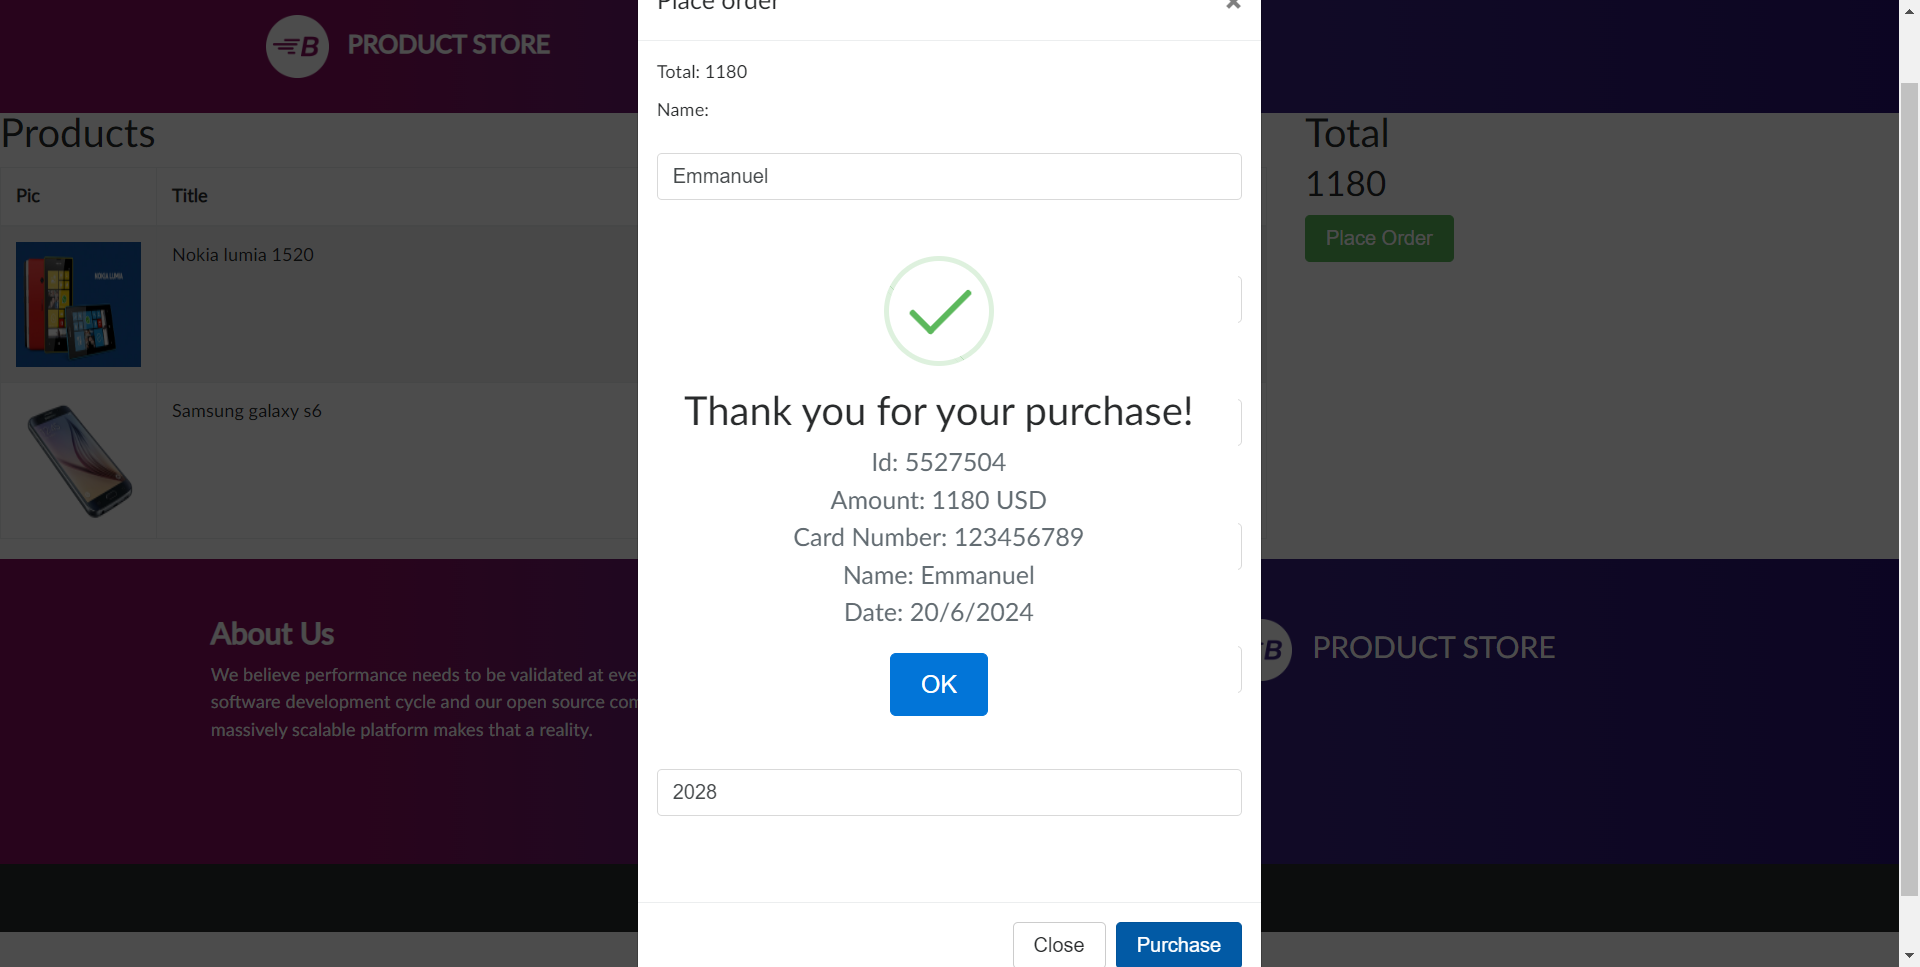 Place order
×
PRODUCT STORE
Total: 1180
Name:
Emmanuel
Products
Pic
Title
Nokia lumia 1520
NOKIA LUMIA
Samsung galaxy s6
Total
1180
Place Order
Thank you for your purchase!
Id: 5527504
Amount: 1180 USD
Card Number: 123456789
Name: Emmanuel
Date: 20/6/2024
OK
2028
About Us
We believe performance needs to be validated at eve
software development cycle and our open source com
massively scalable platform makes that a reality.
B PRODUCT STORE
Close
Purchase